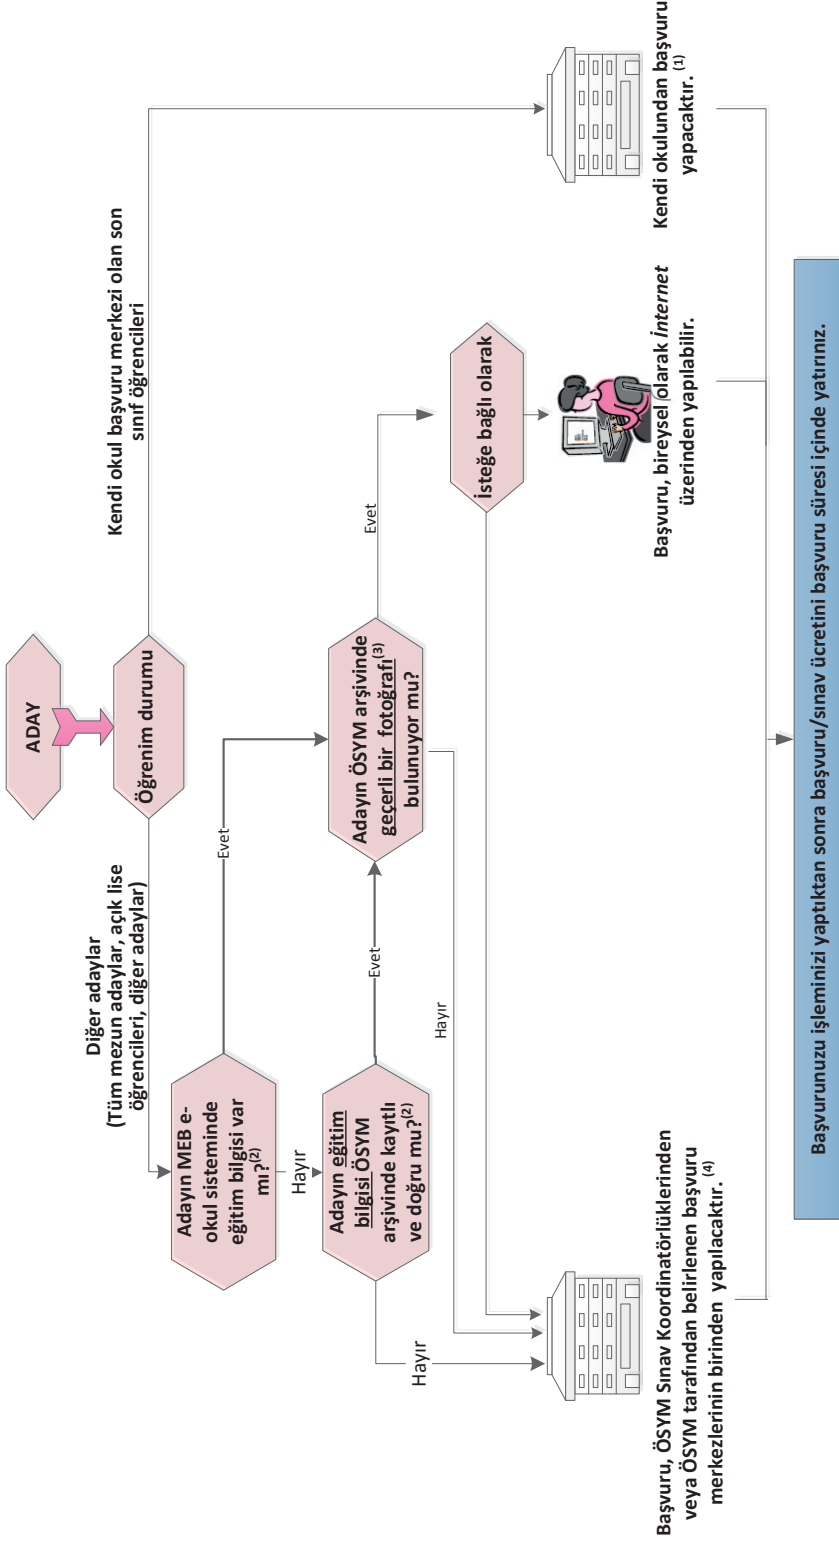 ADAY
Öğrenim durumu
Kendi okul başvuru merkezi olan son
sınıf öğrencileri
Diğer adaylar
(Tüm mezun adaylar, açık lise
öğrencileri, diğer adaylar)
Adayın MEB e-
okul sisteminde
eğitim bilgisi var
mı?(2)
Evet
Hayır
Adayın eğitim
bilgisi ÖSYM
arşivinde kayıtlı
ve doğru mu?(2)
Evet
Hayır
Adayın ÖSYM arşivinde
geçerli bir fotoğrafı(3)
bulunuyor mu?
Evet
Hayır
İsteğe bağlı olarak
Başvuru, ÖSYM Sınav Koordinatörlüklerinden
veya ÖSYM tarafından belirlenen başvuru
merkezlerinin birinden yapılacaktır. (4)
Başvuru, bireysel olarak İnternet
üzerinden yapılabilir.
Kendi okulundan başvuru
yapacaktır. (1)
Başvurunuzu işleminizi yaptıktan sonra başvuru/sınav ücretini başvuru süresi içinde yatırınız.